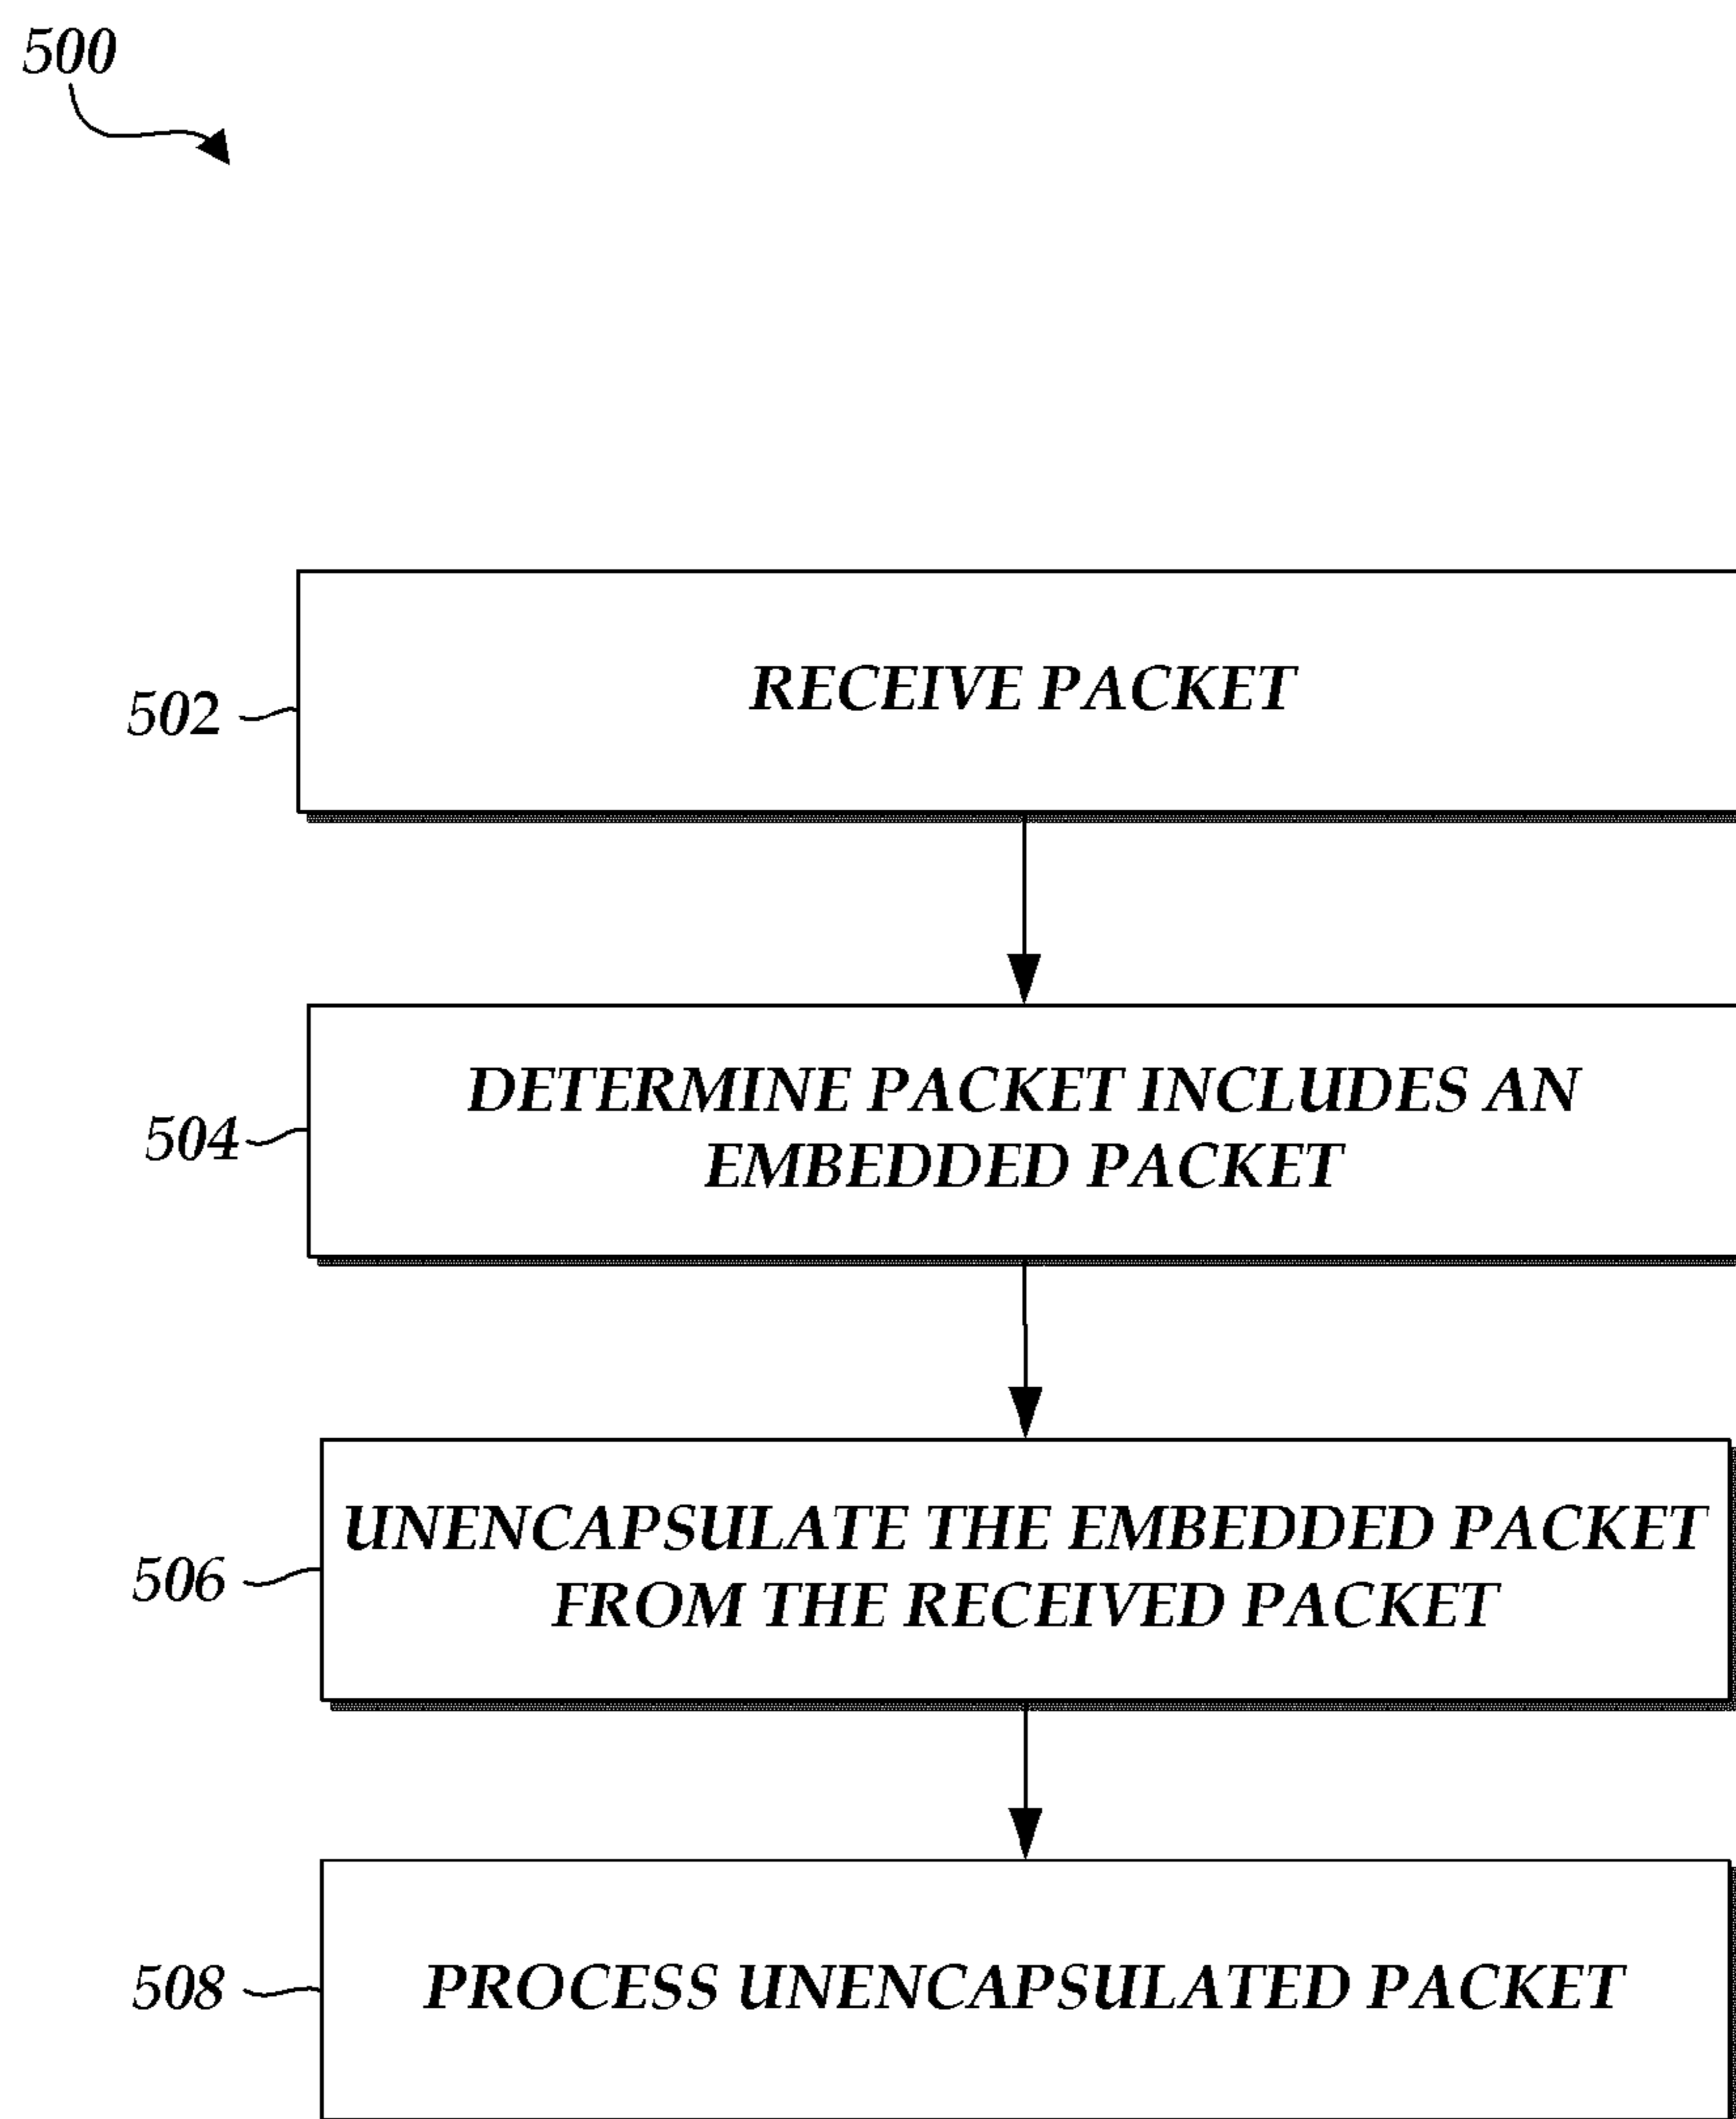 500
502
RECEIVE PACKET
504
DETERMINE PACKET INCLUDES AN
EMBEDDED PACKET
506
UNENCAPSULATE THE EMBEDDED PACKET
FROM THE RECEIVED PACKET
508
PROCESS UNENCAPSULATED PACKET